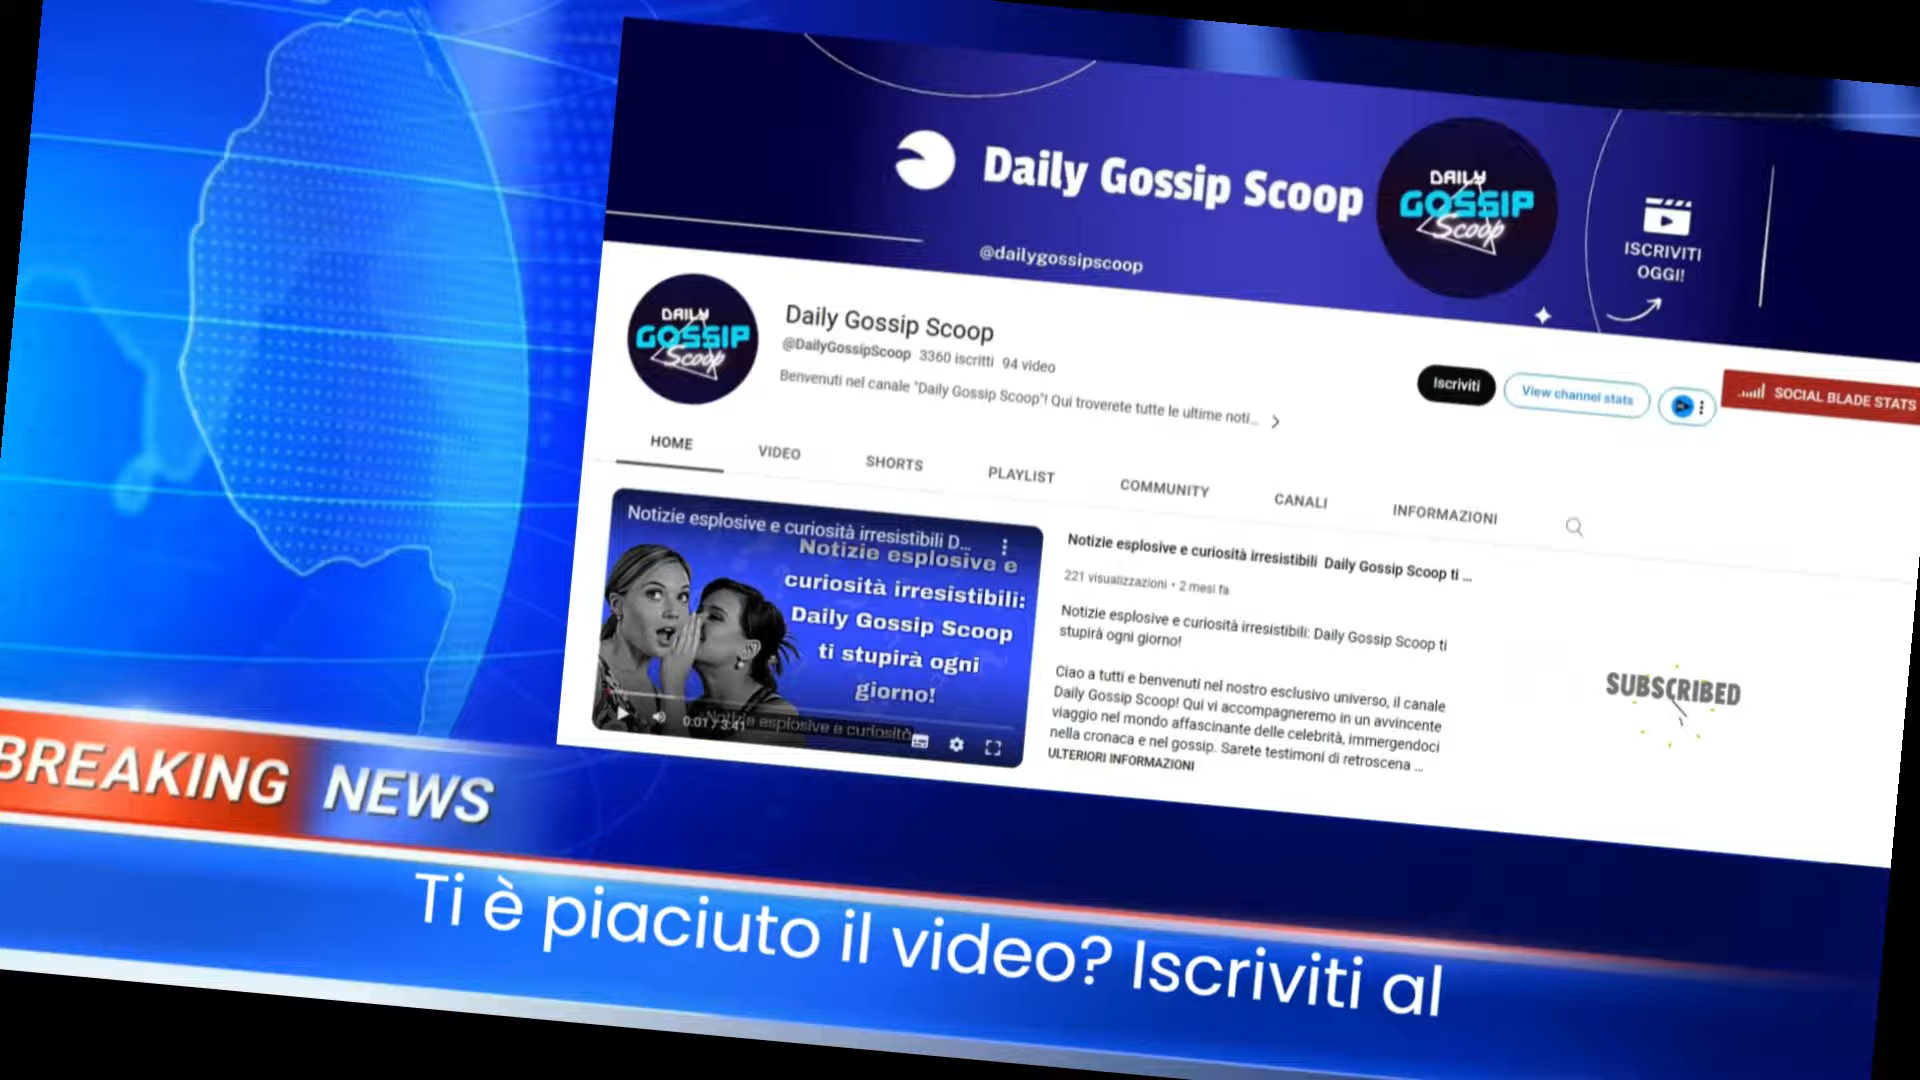 Daily Gossip Scoop
@dailygossipscoop
DAILY
GOSSIP
Scoop
ISCRIVITI
OGGI!
DAILY
GOSSIP
Scoop
Daily Gossip Scoop
@DailyGossipScoop 3360 iscritti 94 video
Benvenuti nel canale "Daily Gossip Scoop"! Qui troverete tutte le ultime noti...
Iscriviti
View channel stats
SOCIAL BLADE STATS
HOME VIDEO SHORTS PLAYLIST COMMUNITY CANALI INFORMAZIONI
Notizie esplosive e curiosità irresistibili D...
Notizie esplosive e
curiosità irresistibili:
Daily Gossip Scoop
ti stupirà ogni
giorno!
0:01 / 3:41
Notizie esplosive e curiosità
Notizie esplosive e curiosità irresistibili Daily Gossip Scoop ti ...
221 visualizzazioni • 2 mesi fa
Notizie esplosive e curiosità irresistibili: Daily Gossip Scoop ti
stupirà ogni giorno!
Ciao a tutti e benvenuti nel nostro esclusivo universo, il canale
Daily Gossip Scoop! Qui vi accompagneremo in un avvincente
viaggio nel mondo affascinante delle celebrità, immergendoci
nella cronaca e nel gossip. Sarete testimoni di retroscena ...
ULTERIORI INFORMAZIONI
SUBSCRIBED
BREAKING NEWS
Ti è piaciuto il video? Iscriviti al